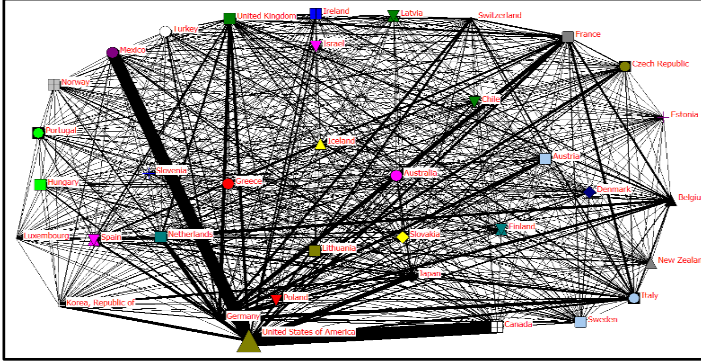 United Kingdom
Ireland
Latvia
Switzerland
Turkey
France
Mexico
Israel
Czech Republic
Norway
Chile
Estonia
Portugal
Iceland
Austria
Slovenia
Hungary
Greece
Australia
Denmark
Belgiu
Luxembourg
Spain
Netherlands
Slovakia
Finland
Lithuania
New Zealan
Japan
Korea, Republic of
Poland
Italy
Germany
Sweden
Canada
United States of America